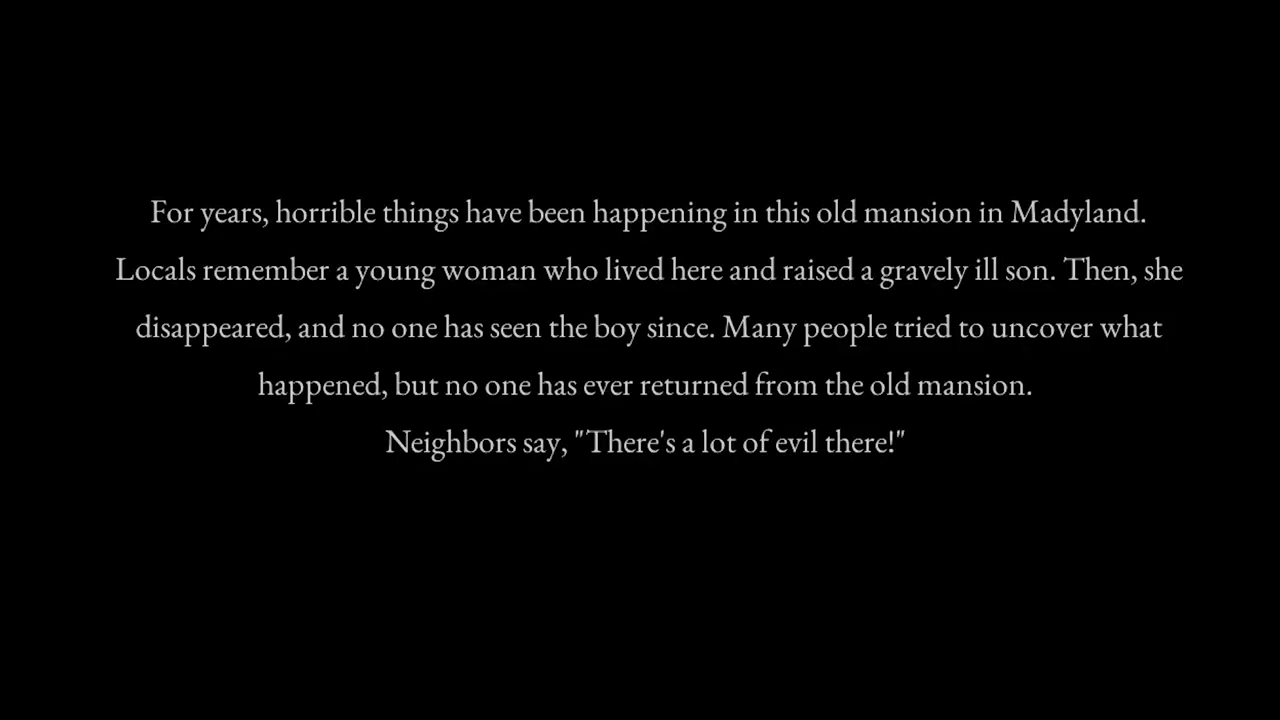 For years, horrible things have been happening in this old mansion in Madyland.
Locals remember a young woman who lived here and raised a gravely ill son. Then, she
disappeared, and no one has seen the boy since. Many people tried to uncover what
happened, but no one has ever returned from the old mansion.
Neighbors say, "There's a lot of evil there!"